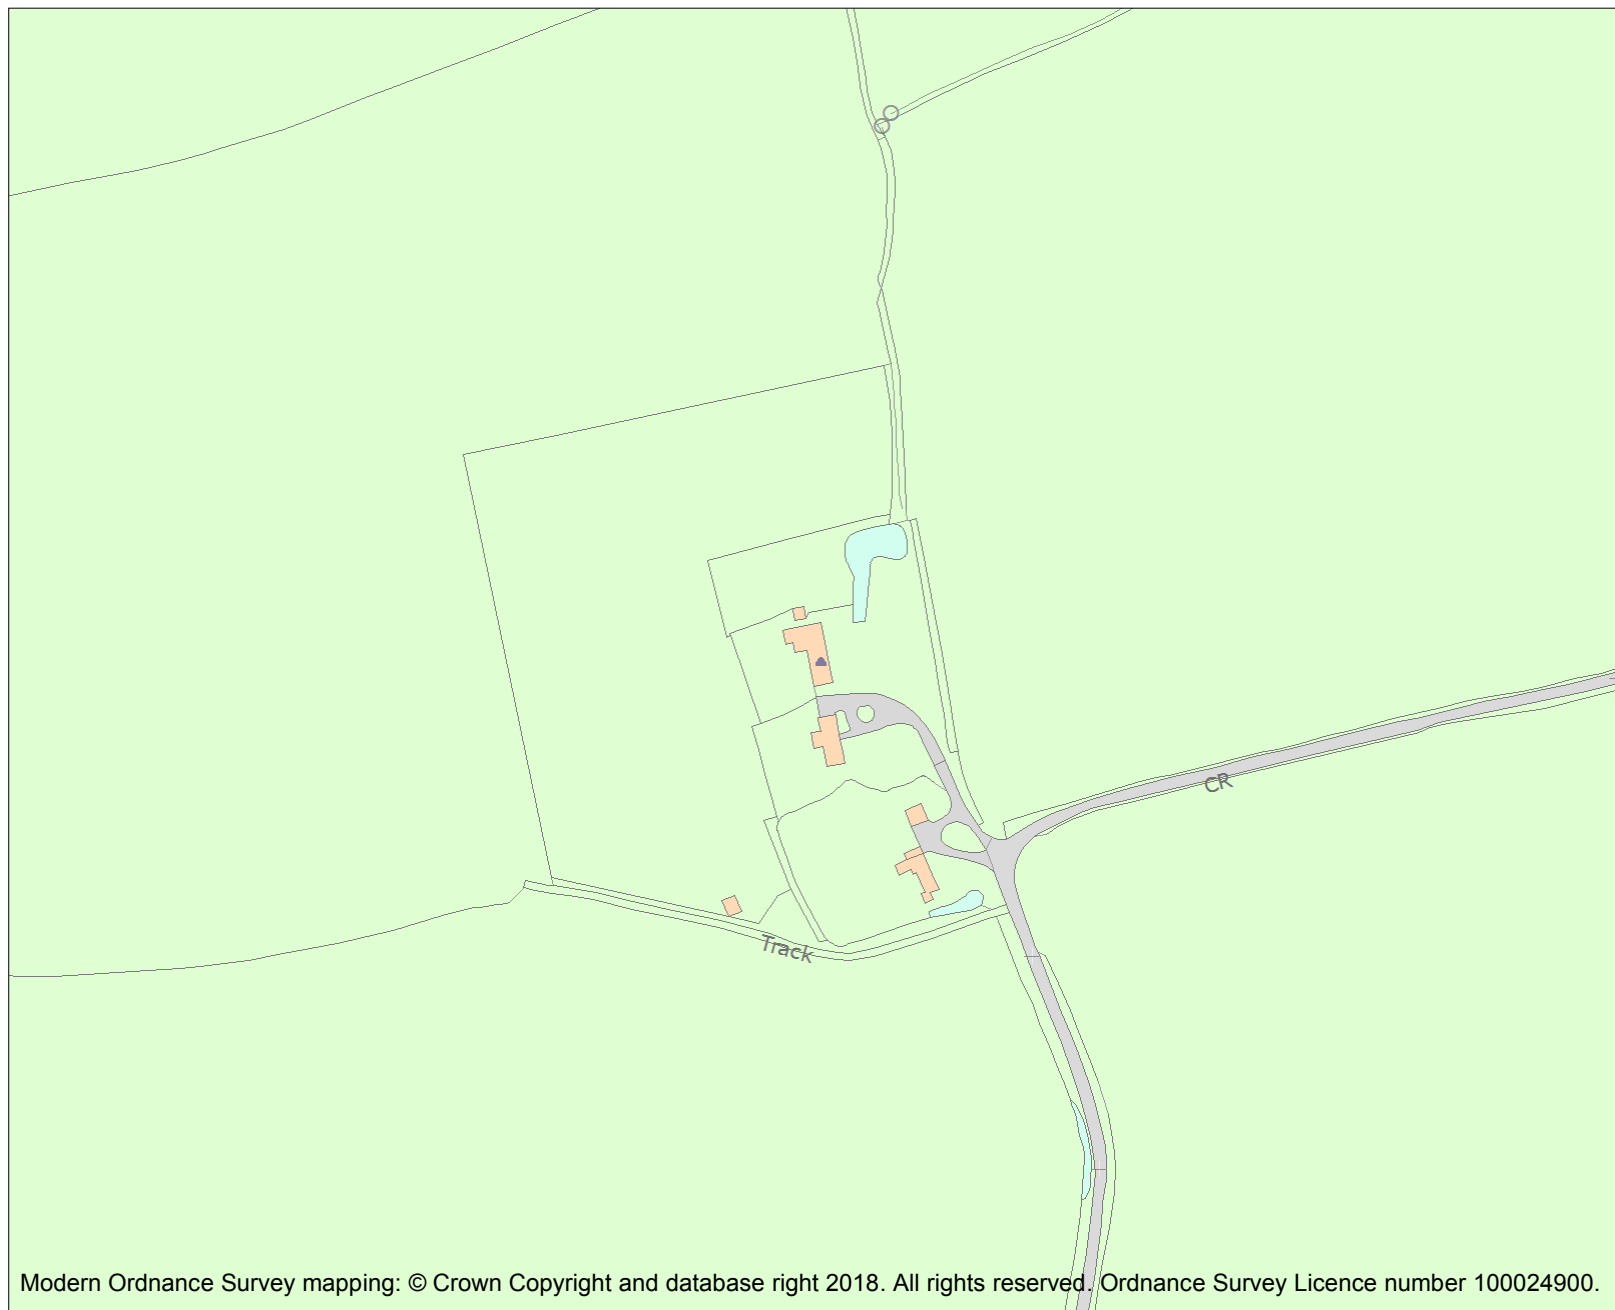 CR
Track
Modern Ordnance Survey mapping: © Crown Copyright and database right 2018. All rights reserved. Ordnance Survey Licence number 100024900.